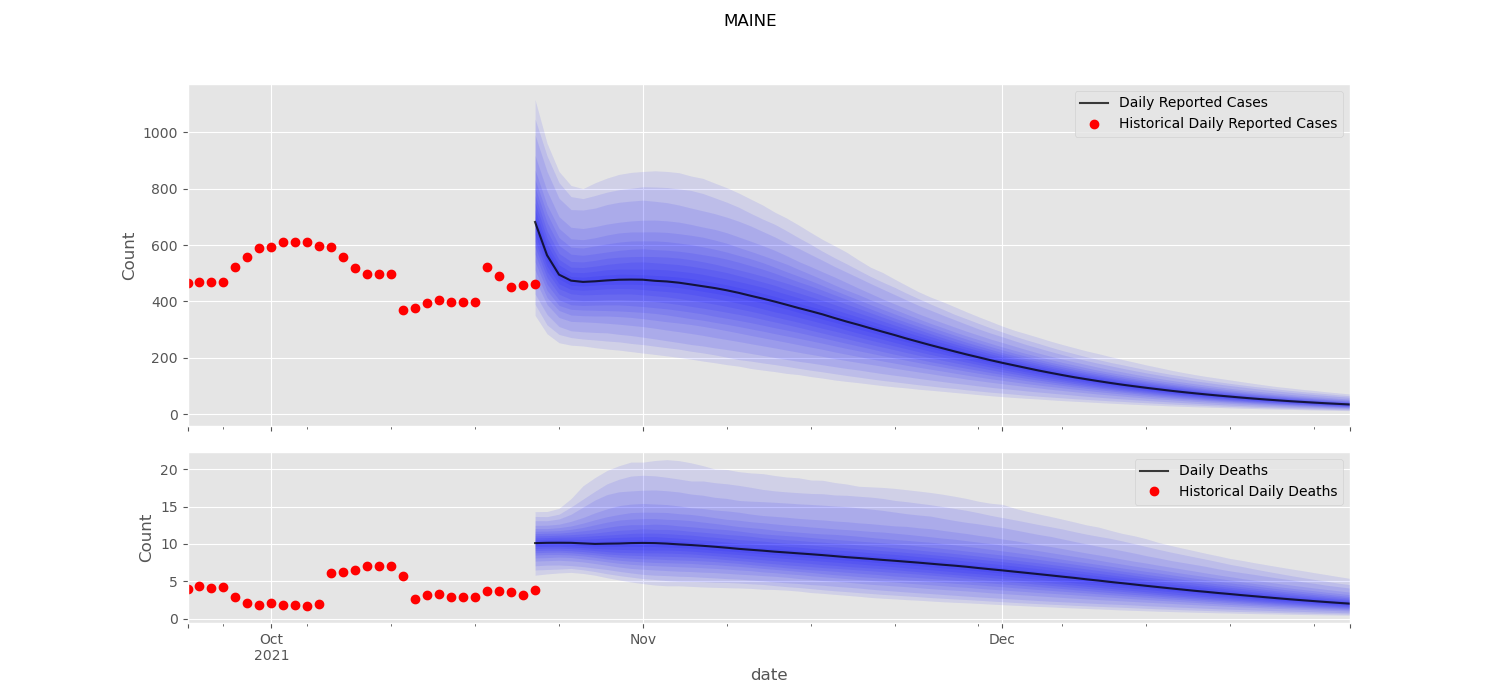 MAINE
Count
1000
800
600
400
200
0
Daily Reported Cases
Historical Daily Reported Cases
Count
20
15
10
5
0
Daily Deaths
Historical Daily Deaths
Oct
2021
Nov
Dec
date